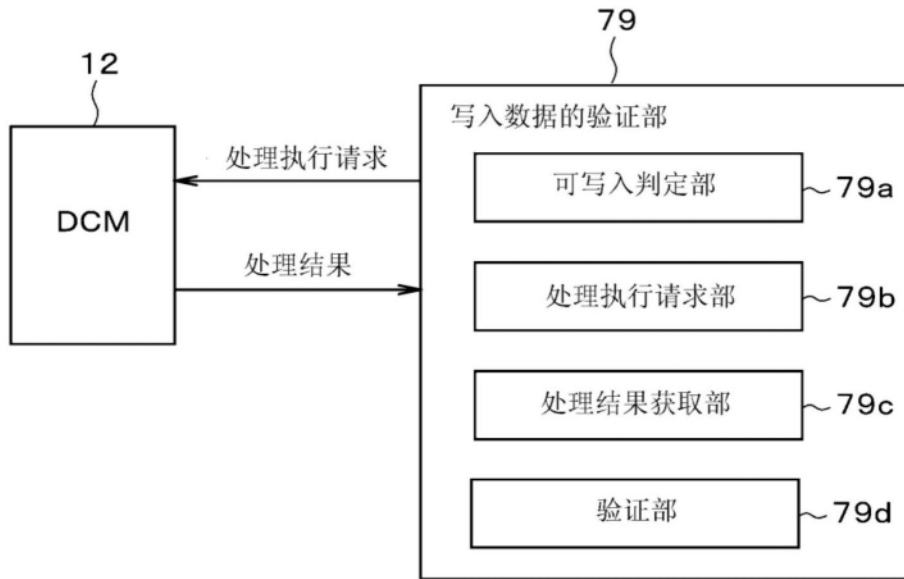 12
79
写入数据的验证部
处理执行请求
可写入判定部
79a
DCM
处理结果
处理执行请求部
79b
处理结果获取部
79c
验证部
79d